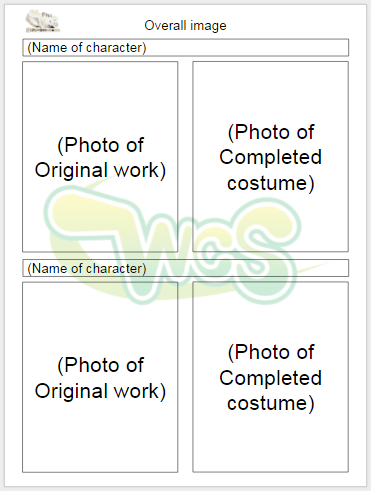 Overall image
(Name of character)
(Photo of
Original work)
(Photo of
Completed
costume)
WCS
(Name of character)
(Photo of
Original work)
(Photo of
Completed
costume)